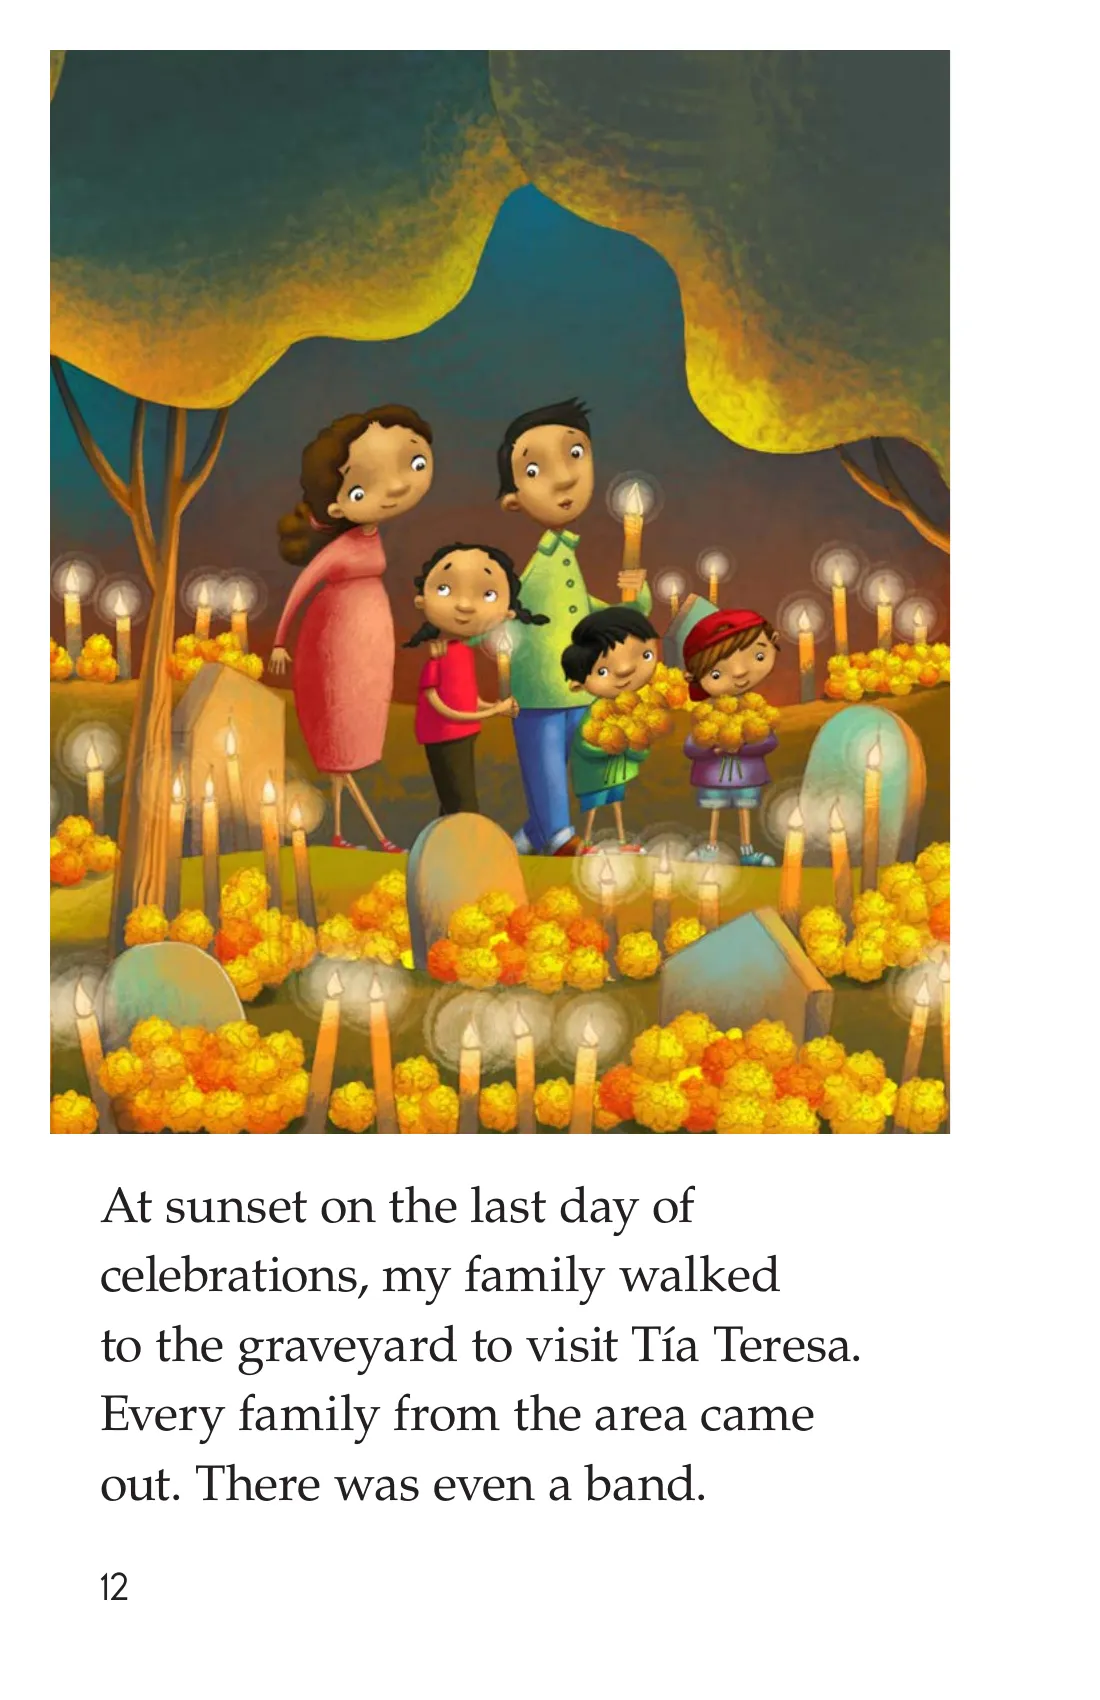 At sunset on the last day of
celebrations, my family walked
to the graveyard to visit Tía Teresa.
Every family from the area came
out. There was even a band.
12